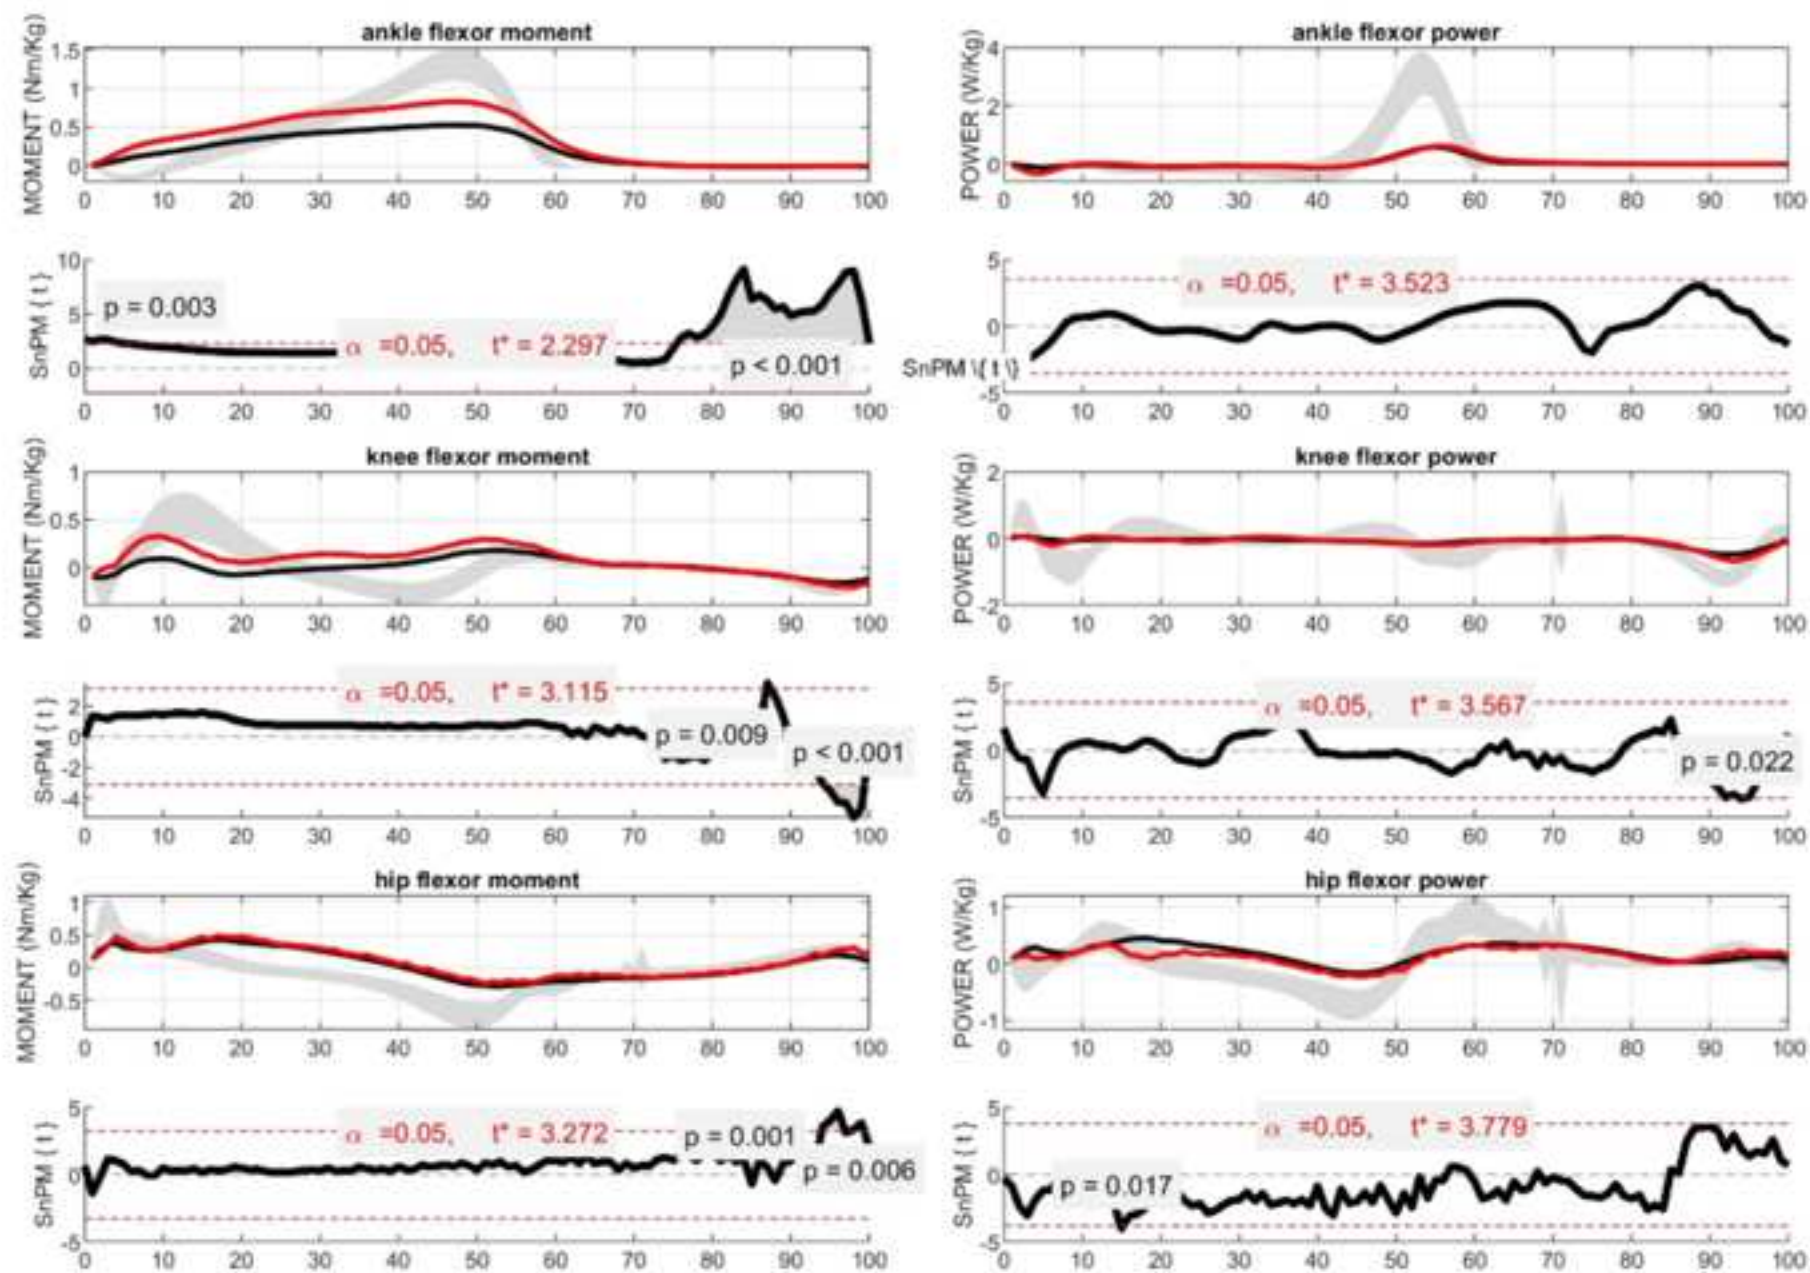 ankle flexor moment
MOMENT (Nm/Kg)
1.5
1
0.5
0
0 10 20 30 40 50 60 70 80 90 100
ankle flexor power
POWER (W/Kg)
4
2
0
0 10 20 30 40 50 60 70 80 90 100
SnPM { t }
10
5
0
p = 0.003
α =0.05, t* = 2.297
p < 0.001
0 10 20 30 40 50 60 70 80 90 100
SnPM \{ t \}
5
0
-5
α =0.05, t* = 3.523
0 10 20 30 40 50 60 70 80 90 100
knee flexor moment
MOMENT (Nm/Kg)
1
0.5
0
0 10 20 30 40 50 60 70 80 90 100
knee flexor power
POWER (W/Kg)
2
0
-2
0 10 20 30 40 50 60 70 80 90 100
SnPM { t }
2
0
-2
-4
α =0.05, t* = 3.115
p = 0.009
p < 0.001
0 10 20 30 40 50 60 70 80 90 100
SnPM { t }
5
0
-5
α =0.05, t* = 3.567
p = 0.022
0 10 20 30 40 50 60 70 80 90 100
hip flexor moment
MOMENT (Nm/Kg)
1
0.5
0
-0.5
0 10 20 30 40 50 60 70 80 90 100
hip flexor power
POWER (W/Kg)
1
0
-1
0 10 20 30 40 50 60 70 80 90 100
SnPM { t }
5
0
-5
α =0.05, t* = 3.272
p = 0.001
p = 0.006
0 10 20 30 40 50 60 70 80 90 100
SnPM { t }
5
0
-5
α =0.05, t* = 3.779
p = 0.017
0 10 20 30 40 50 60 70 80 90 100